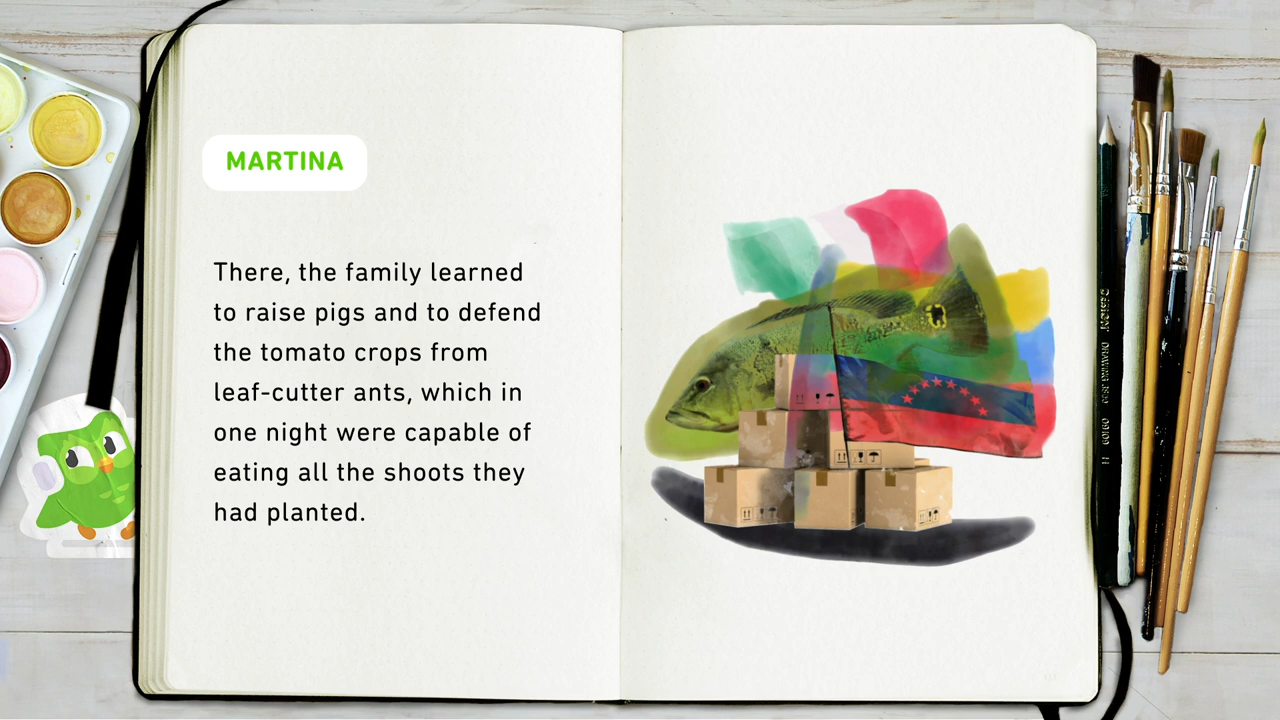 MARTINA
There, the family learned
to raise pigs and to defend
the tomato crops from
leaf-cutter ants, which in
one night were capable of
eating all the shoots they
had planted.